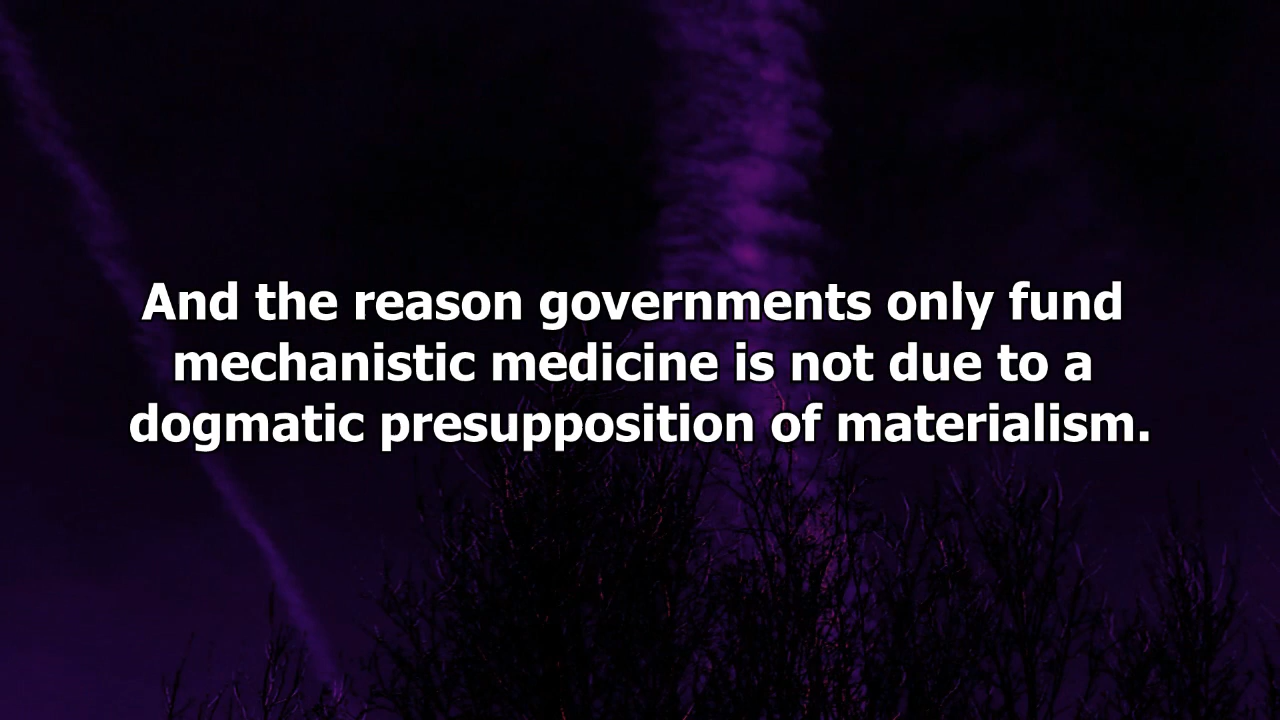 And the reason governments only fund
mechanistic medicine is not due to a
dogmatic presupposition of materialism.